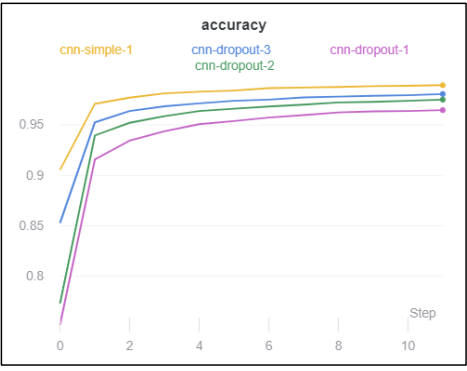 accuracy
cnn-simple-1 cnn-dropout-3 cnn-dropout-1
cnn-dropout-2
0.95
0.9
0.85
0.8
Step
0 2 4 6 8 10